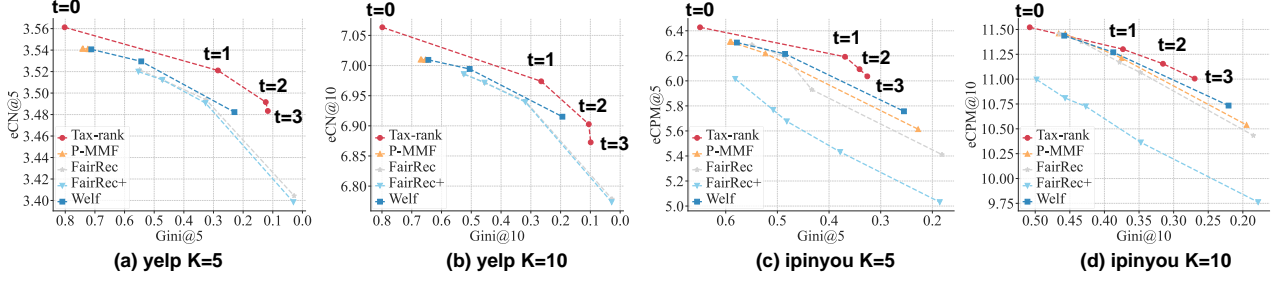 t=0
t=1
t=2
t=3
3.56
3.54
3.52
3.50
3.48
3.46
3.44
3.42
3.40
eCN@5
Tax-rank
P-MMF
FairRec
FairRec+
Welf
0.8 0.7 0.6 0.5 0.4 0.3 0.2 0.1 0.0
Gini@5
(a) yelp K=5
t=0
t=1
t=2
t=3
7.05
7.00
6.95
6.90
6.85
6.80
eCN@10
Tax-rank
P-MMF
FairRec
FairRec+
Welf
0.8 0.7 0.6 0.5 0.4 0.3 0.2 0.1 0.0
Gini@10
(b) yelp K=10
t=0
t=1
t=2
t=3
6.4
6.2
6.0
5.8
5.6
5.4
5.2
5.0
eCPM@5
Tax-rank
P-MMF
FairRec
FairRec+
Welf
0.6 0.5 0.4 0.3 0.2
Gini@5
(c) ipinyou K=5
t=0
t=1
t=2
t=3
11.50
11.25
11.00
10.75
10.50
10.25
10.00
9.75
eCPM@10
Tax-rank
P-MMF
FairRec
FairRec+
Welf
0.50 0.45 0.40 0.35 0.30 0.25 0.20
Gini@10
(d) ipinyou K=10